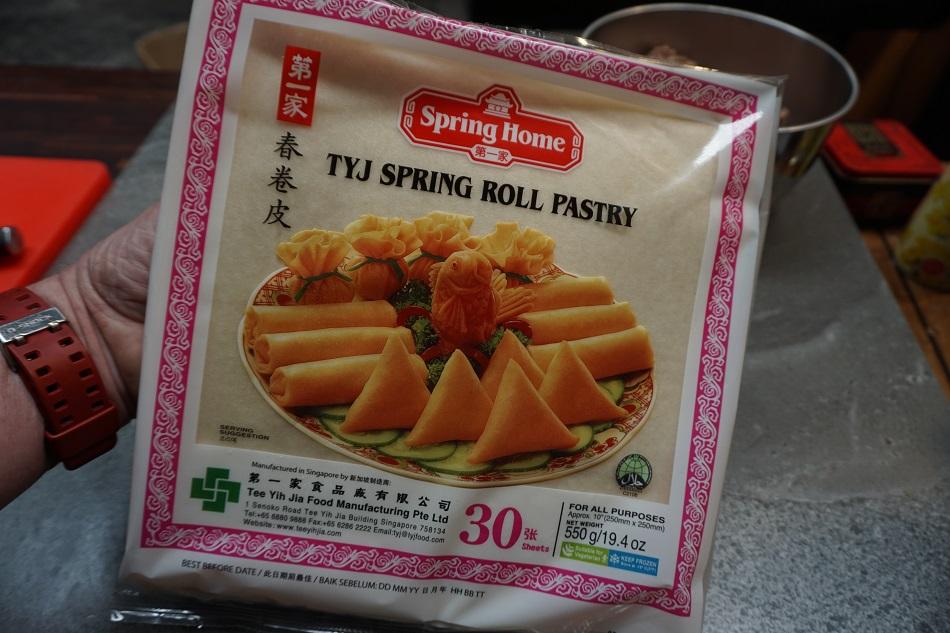 第一家
春卷皮
Spring Home
第一家
TYJ SPRING ROLL PASTRY
SERVING
SUGGESTION
Manufactured in Singapore by 新加坡制造商:
第一家食品廠有限公司
Tee Yih Jia Food Manufacturing Pte Ltd
1 Senoko Road Tee Yih Jia Building Singapore 758134
Tel:+65 6880 9888 Fax:+65 6286 2222 Email:tyj@tyjfood.com
Website: www.teeyihjia.com
30张
Sheets
FOR ALL PURPOSES
Approx. 10"(250mm x 250mm)
NET WEIGHT
550g/19.4 oz
Suitable for
Vegetarian
KEEP FROZEN
BEST BEFORE DATE / 此日期前最佳 / BAIK SEBELUM: DD MM YY 日 月 年 HH BB TT